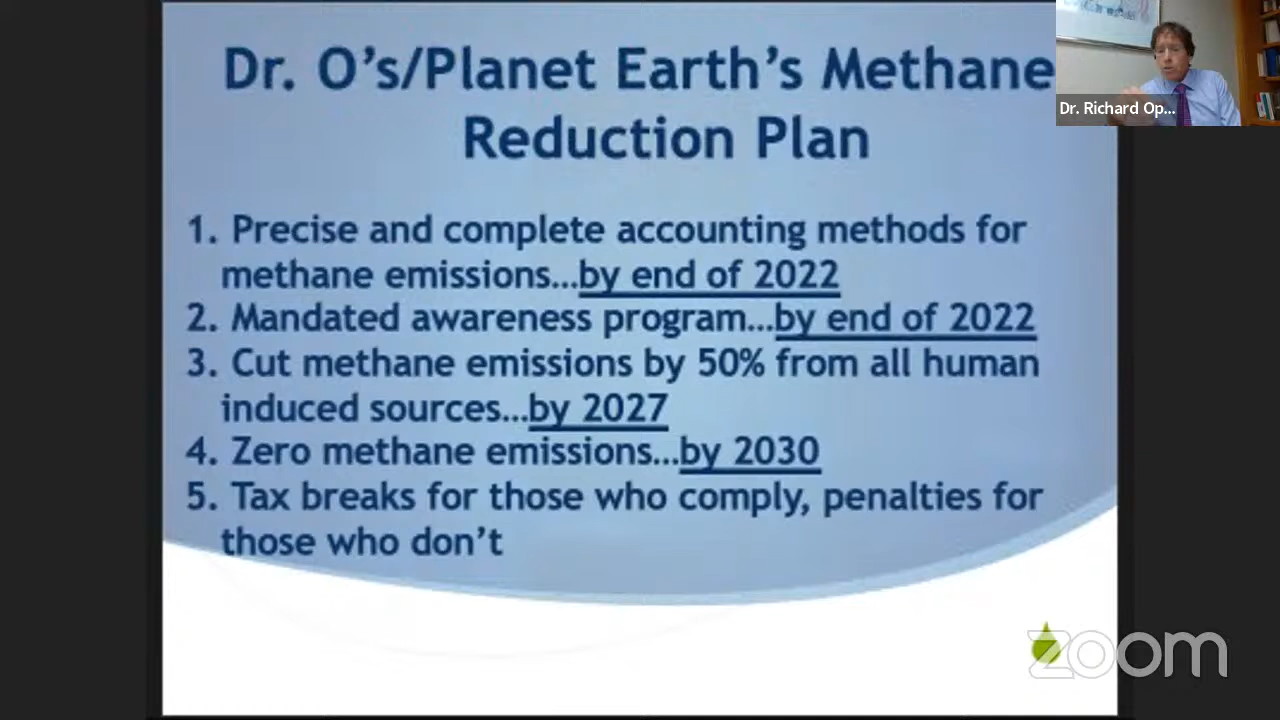 Dr. O's/Planet Earth's Methane
Reduction Plan
1. Precise and complete accounting methods for
methane emissions...by end of 2022
2. Mandated awareness program...by end of 2022
3. Cut methane emissions by 50% from all human
induced sources...by 2027
4. Zero methane emissions...by 2030
5. Tax breaks for those who comply, penalties for
those who don't
Dr. Richard Op...
zoom